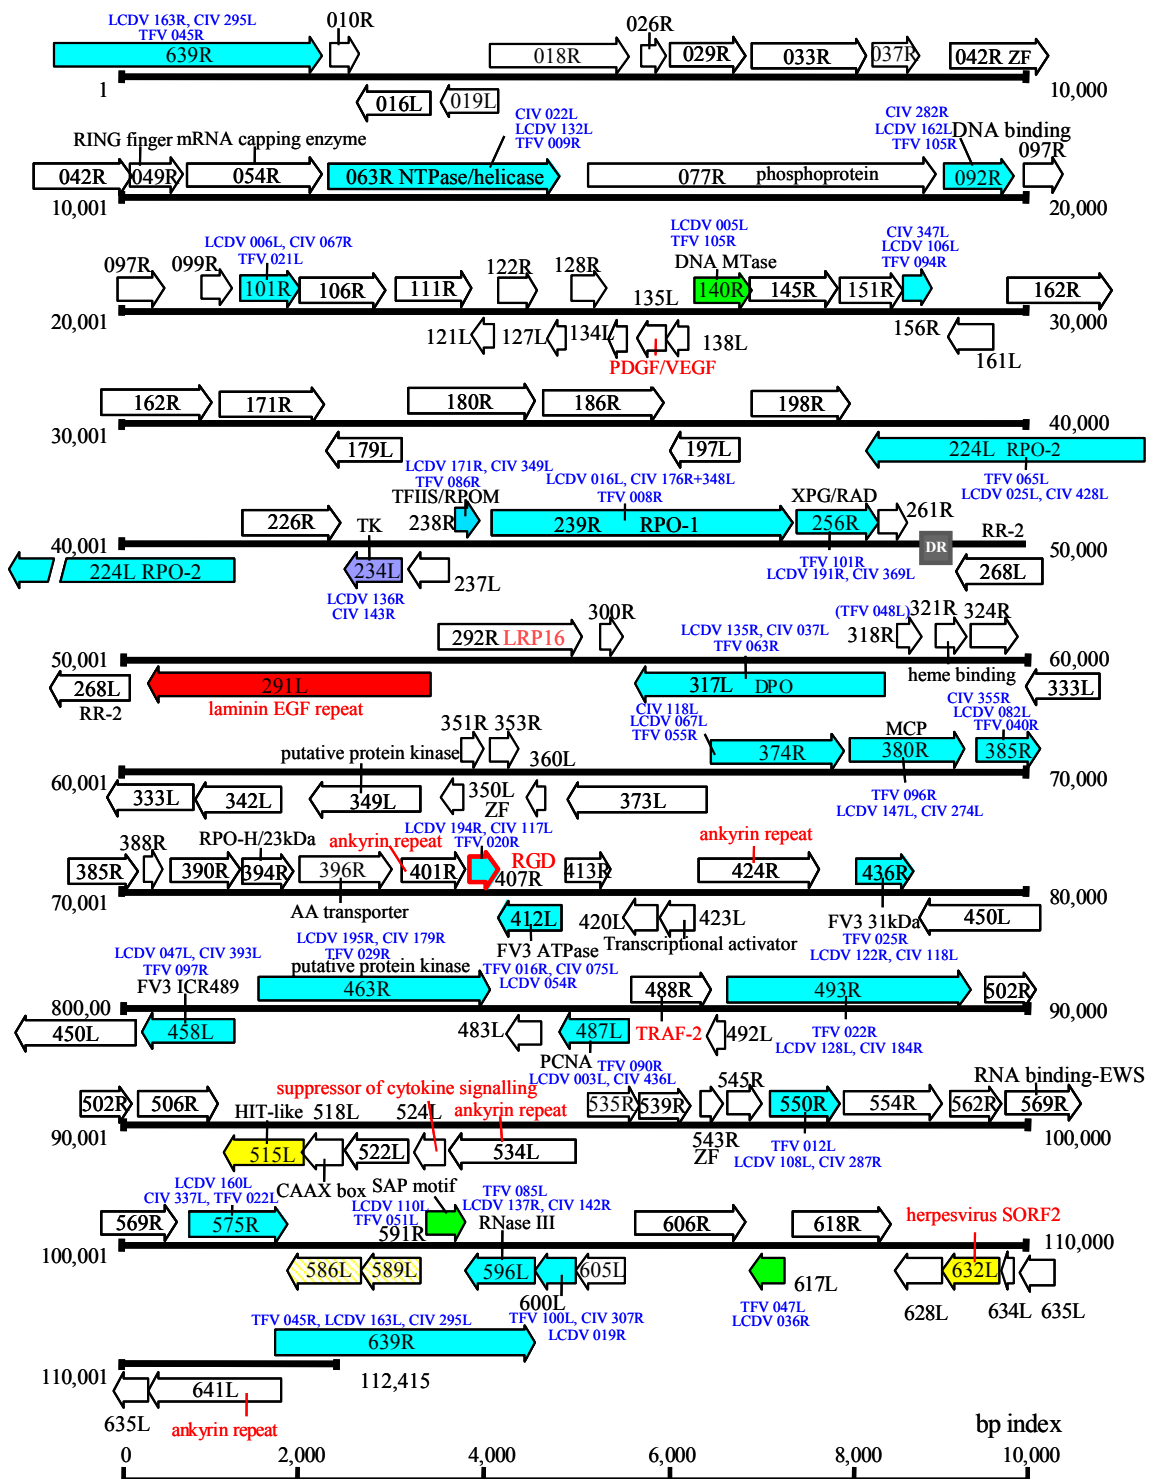 LCDV 163R, CIV 295L
TFV 045R
010R
026R
639R
018R
029R
033R
037R
042R ZF
1
10,000
016L
019L
CIV 022L
LCDV 132L
TFV 009R
CIV 282R
LCDV 162L
TFV 105R
DNA binding
RING finger
mRNA capping enzyme
097R
042R
049R
054R
063R NTPase/helicase
077R
phosphoprotein
092R
10,001
20,000
LCDV 006L, CIV 067R
TFV 021L
LCDV 005L
TFV 105R
DNA MTase
CIV 347L
LCDV 106L
TFV 094R
097R
099R
122R
128R
135L
101R
106R
111R
140R
145R
151R
162R
20,001
30,000
121L
127L
134L
138L
156R
161L
PDGF/VEGF
162R
171R
180R
186R
198R
30,001
40,000
179L
197L
224L RPO-2
LCDV 171R, CIV 349L
TFV 086R
LCDV 016L, CIV 176R+348L
TFV 008R
TFV 065L
LCDV 025L, CIV 428L
TFIIS/RPOM
XPG/RAD
261R
226R
TK
238R
239R RPO-1
256R
DR
RR-2
40,001
50,000
224L RPO-2
234L
237L
TFV 101R
LCDV 191R, CIV 369L
268L
LCDV 136R
CIV 143R
300R
LCDV 135R, CIV 037L
TFV 063R
(TFV 048L)
321R
324R
292R LRP16
318R
50,001
60,000
heme binding
268L
RR-2
291L
laminin EGF repeat
317L DPO
333L
CIV 118L
LCDV 067L
TFV 055R
CIV 355R
LCDV 082L
TFV 040R
351R
353R
putative protein kinase
360L
374R
MCP
380R
385R
60,001
70,000
333L
342L
349L
350L
ZF
373L
TFV 096R
LCDV 147L, CIV 274L
388R
RPO-H/23kDa
ankyrin repeat
LCDV 194R, CIV 117L
TFV 020R
RGD
ankyrin repeat
385R
390R
394R
396R
401R
407R
413R
424R
436R
70,001
80,000
AA transporter
412L
FV3 ATPase
420L
423L
Transcriptional activator
FV3 31kDa
450L
LCDV 047L, CIV 393L
TFV 097R
FV3 ICR489
LCDV 195R, CIV 179R
TFV 029R
putative protein kinase
TFV 016R, CIV 075L
LCDV 054R
TFV 025R
LCDV 122R, CIV 118L
463R
488R
493R
502R
800,00
90,000
450L
458L
483L
487L
TRAF-2
492L
TFV 022R
LCDV 128L, CIV 184R
PCNA
TFV 090R
LCDV 003L, CIV 436L
suppressor of cytokine signalling
545R
RNA binding-EWS
502R
506R
HIT-like
518L
524L
ankyrin repeat
535R
539R
550R
554R
562R
569R
90,001
100,000
515L
522L
534L
543R
ZF
TFV 012L
LCDV 108L, CIV 287R
CAAX box
SAP motif
LCDV 160L
CIV 337L, TFV 022L
LCDV 110L
TFV 051L
TFV 085L
LCDV 137R, CIV 142R
RNase III
herpesvirus SORF2
569R
575R
591R
606R
618R
100,001
110,000
586L
589L
596L
600L
605L
617L
628L
632L
634L
635L
TFV 047L
LCDV 036R
TFV 100L, CIV 307R
LCDV 019R
TFV 045R, LCDV 163L, CIV 295L
639R
110,001
112,415
635L
641L
ankyrin repeat
bp index
0
2,000
4,000
6,000
8,000
10,000